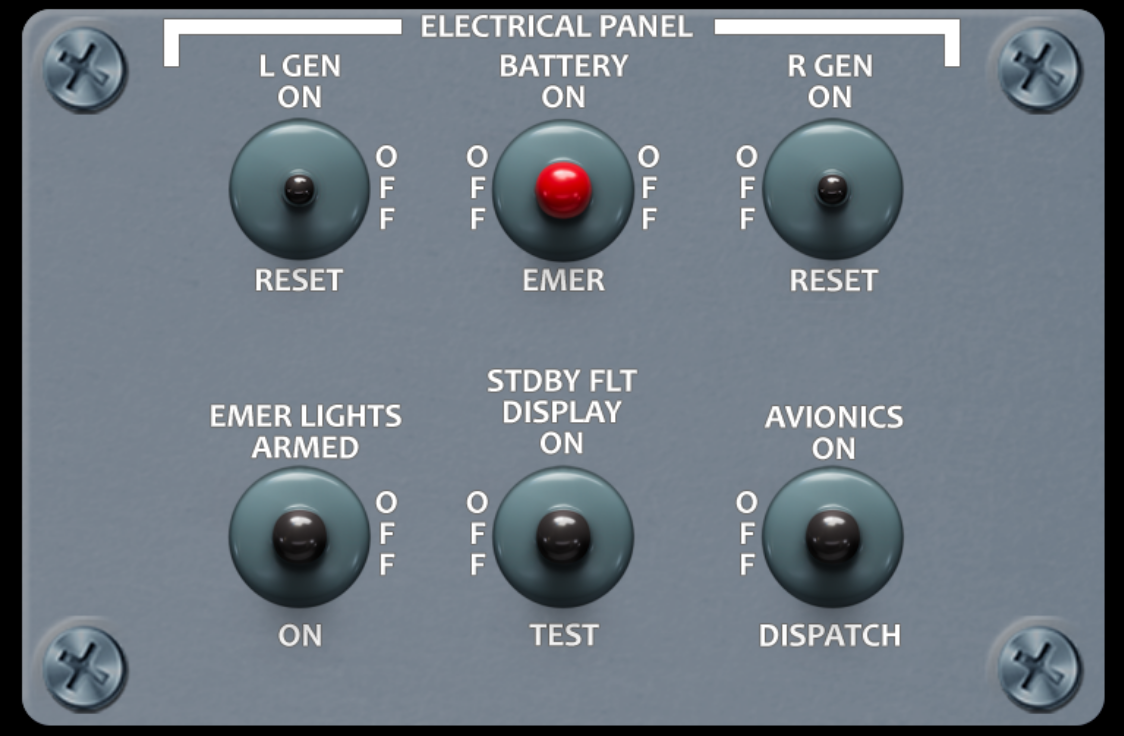 ELECTRICAL PANEL
L GEN
ON
BATTERY
ON
R GEN
ON
OFF
OFF
OFF
OFF
RESET
EMER
RESET
EMER LIGHTS
ARMED
STDBY FLT
DISPLAY
ON
AVIONICS
ON
OFF
OFF
OFF
ON
TEST
DISPATCH